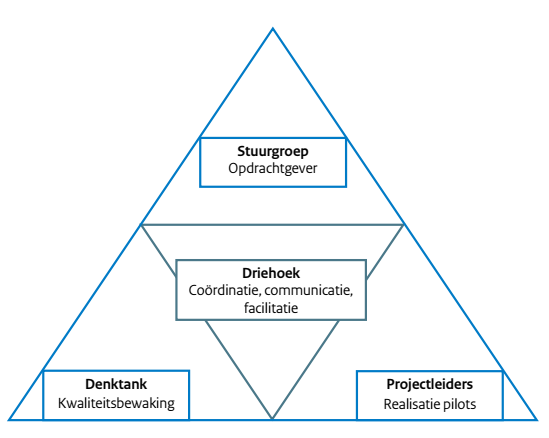 Stuurgroep
Opdrachtgever
Driehoek
Coördinatie, communicatie,
facilitatie
Denktank
Kwaliteitsbewaking
Projectleiders
Realisatie pilots